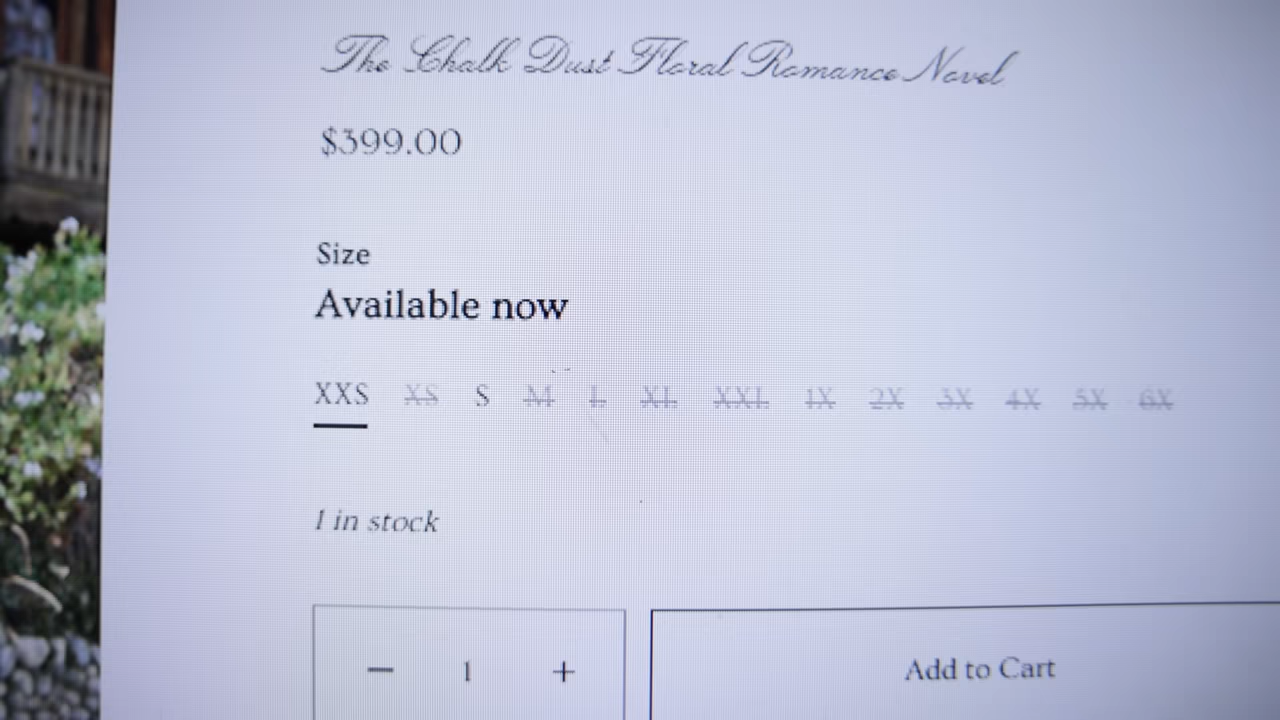 The Chalk Dust Floral Romance Novel
$399.00
Size
Available now
XXS XS S M L XL XXL 1X 2X 3X 4X 5X 6X
1 in stock
− 1 +
Add to Cart